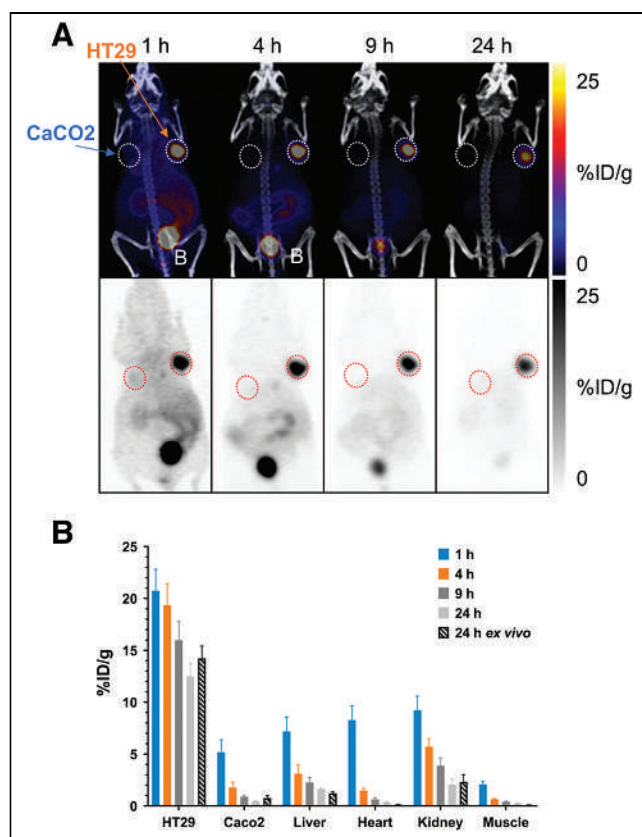 A
1 h 4 h 9 h 24 h
HT29
CaCO2
25
%ID/g
0
B B
25
%ID/g
0
B
25
20
15
10
5
0
%ID/g
1 h
4 h
9 h
24 h
24 h ex vivo
HT29 Caco2 Liver Heart Kidney Muscle